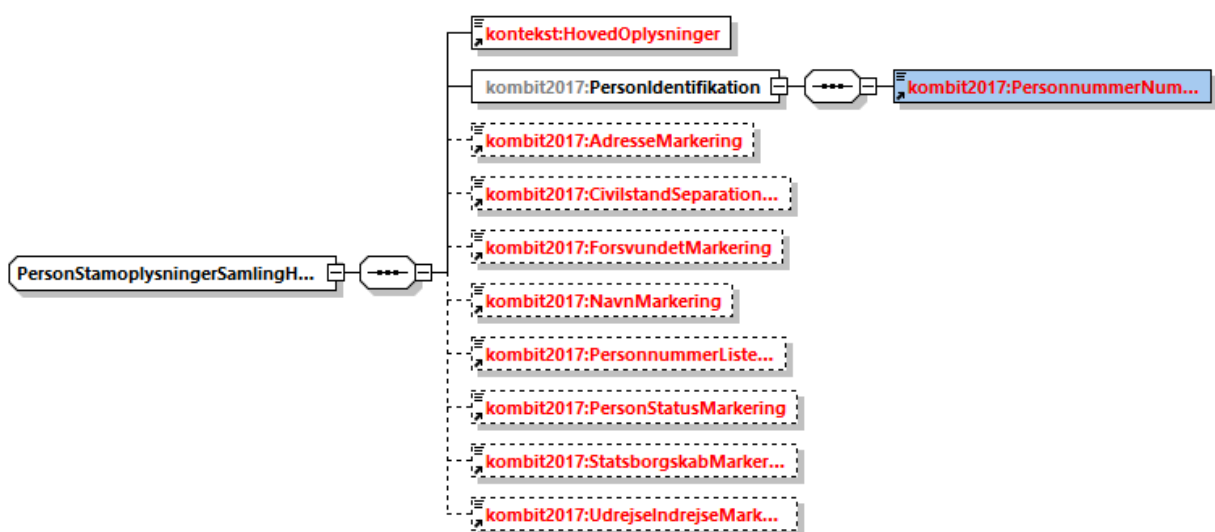 kontekst:HovedOplysninger
kombit2017:PersonIdentifikation
kombit2017:PersonnummerNum...
kombit2017:AdresseMarkering
kombit2017:CivilstandSeparation...
kombit2017:ForsvundetMarkering
PersonStamoplysningerSamlingH...
kombit2017:NavnMarkering
kombit2017:PersonnummerListe...
kombit2017:PersonStatusMarkering
kombit2017:StatsborgskabMarker...
kombit2017:UdrejseIndrejseMark...